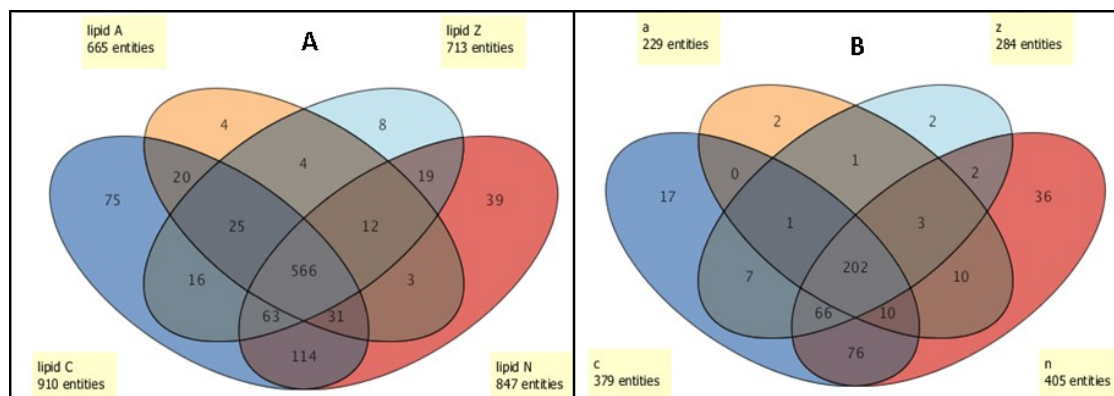 lipid A
665 entities
A
lipid Z
713 entities
4
8
20
4
19
75
39
25
12
16
566
3
63
31
114
lipid C
910 entities
lipid N
847 entities
a
229 entities
B
z
284 entities
2
2
0
1
2
17
36
1
3
7
202
10
66
10
76
c
379 entities
n
405 entities